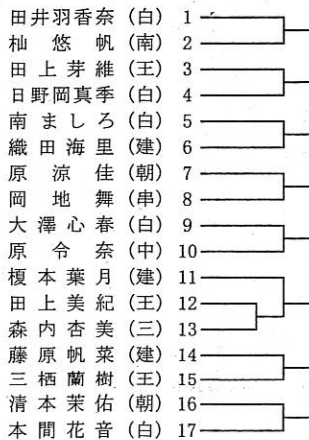 田井羽香奈（白） 1
杣　悠　帆（南） 2
田上芽維（王） 3
日野岡真季（白） 4
南ましろ（白） 5
織田海里（建） 6
原　涼　佳（朝） 7
岡　地　舞（串） 8
大澤心春（白） 9
原　令　奈（中） 10
榎本葉月（建） 11
田上美紀（王） 12
森内杏美（三） 13
藤原帆菜（建） 14
三栖蘭樹（王） 15
清本茉佑（朝） 16
本間花音（白） 17